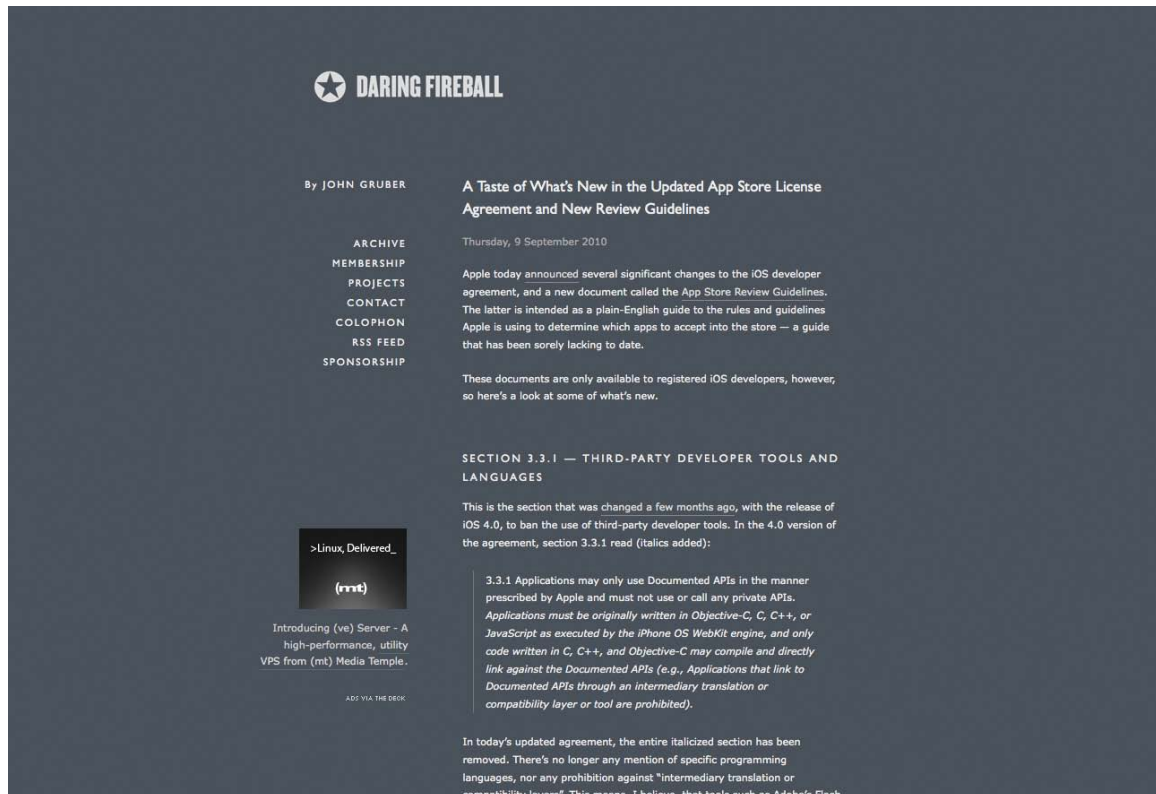 DARING FIREBALL
By JOHN GRUBER
ARCHIVE
MEMBERSHIP
PROJECTS
CONTACT
COLOPHON
RSS FEED
SPONSORSHIP
>Linux, Delivered_
(mt)
Introducing (ve) Server - A
high-performance, utility
VPS from (mt) Media Temple.
ADS VIA THE DECK
A Taste of What's New in the Updated App Store License
Agreement and New Review Guidelines
Thursday, 9 September 2010
Apple today announced several significant changes to the iOS developer
agreement, and a new document called the App Store Review Guidelines.
The latter is intended as a plain-English guide to the rules and guidelines
Apple is using to determine which apps to accept into the store — a guide
that has been sorely lacking to date.
These documents are only available to registered iOS developers, however,
so here's a look at some of what's new.
SECTION 3.3.1 — THIRD-PARTY DEVELOPER TOOLS AND
LANGUAGES
This is the section that was changed a few months ago, with the release of
iOS 4.0, to ban the use of third-party developer tools. In the 4.0 version of
the agreement, section 3.3.1 read (italics added):
3.3.1 Applications may only use Documented APIs in the manner
prescribed by Apple and must not use or call any private APIs.
Applications must be originally written in Objective-C, C, C++, or
JavaScript as executed by the iPhone OS WebKit engine, and only
code written in C, C++, and Objective-C may compile and directly
link against the Documented APIs (e.g., Applications that link to
Documented APIs through an intermediary translation or
compatibility layer or tool are prohibited).
In today's updated agreement, the entire italicized section has been
removed. There's no longer any mention of specific programming
languages, nor any prohibition against "intermediary translation or
compatibility layers". This means, I believe, that tools such as Adobe's Flash